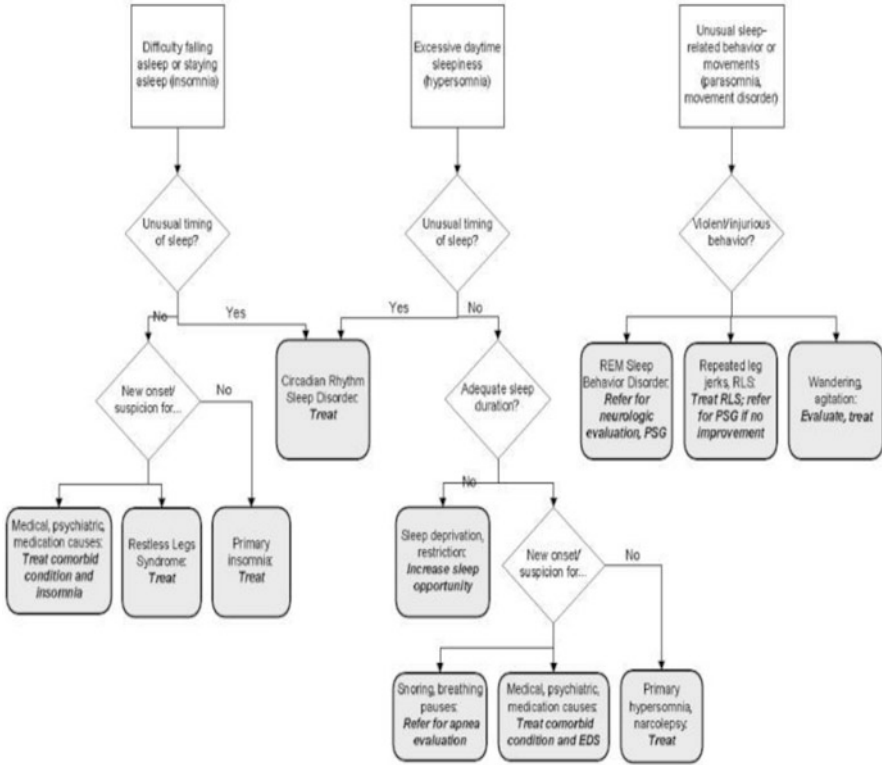 Difficulty falling
asleep or staying
asleep (insomnia)
Excessive daytime
sleepiness
(hypersomnia)
Unusual sleep-
related behavior or
movements
(parasomnia,
movement disorder)
Unusual timing
of sleep?
Unusual timing
of sleep?
Violent/injurious
behavior?
No
Yes
Yes
No
New onset/
suspicion for...
No
Circadian Rhythm
Sleep Disorder:
Treat
Adequate sleep
duration?
REM Sleep
Behavior Disorder:
Refer for
neurologic
evaluation, PSG
Repeated leg
jerks, RLS:
Treat RLS; refer
for PSG if no
improvement
Wandering,
agitation:
Evaluate, treat
No
Medical, psychiatric,
medication causes:
Treat comorbid
condition and
insomnia
Restless Legs
Syndrome:
Treat
Primary
insomnia:
Treat
Sleep deprivation,
restriction:
Increase sleep
opportunity
New onset/
suspicion for...
No
Snoring, breathing
pauses:
Refer for apnea
evaluation
Medical, psychiatric,
medication causes:
Treat comorbid
condition and EDS
Primary
hypersomnia,
narcolepsy:
Treat